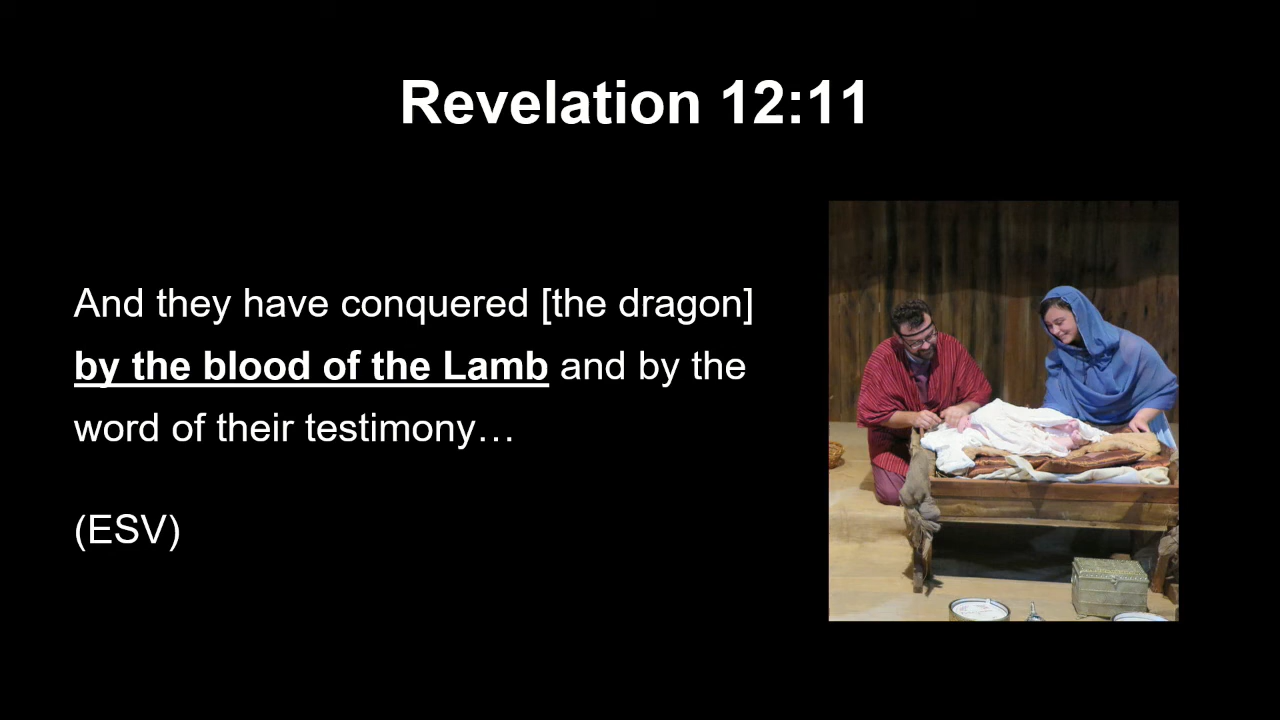 Revelation 12:11
And they have conquered [the dragon]
by the blood of the Lamb and by the
word of their testimony…
(ESV)